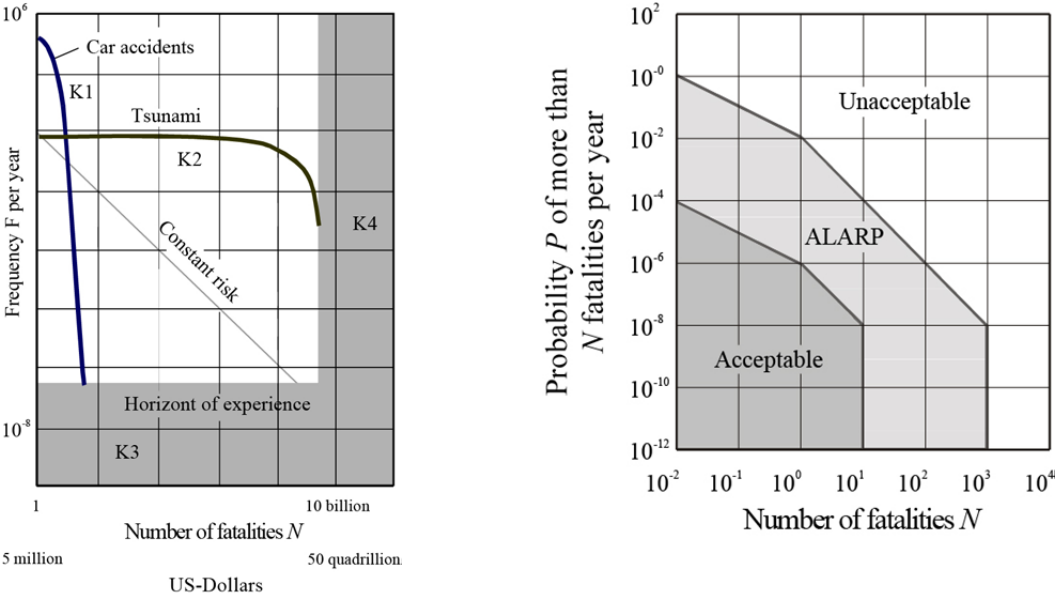 10⁶
Car accidents
K1
Tsunami
K2
K4
Constant risk
Frequency F per year
Horizont of experience
10⁻⁸
K3
1
10 billion
Number of fatalities N
5 million
50 quadrillion.
US-Dollars
10²
10⁻⁰
10⁻²
10⁻⁴
10⁻⁶
10⁻⁸
10⁻¹⁰
10⁻¹²
Probability P of more than
N fatalities per year
Unacceptable
ALARP
Acceptable
10⁻²
10⁻¹
10⁰
10¹
10²
10³
10⁴
Number of fatalities N